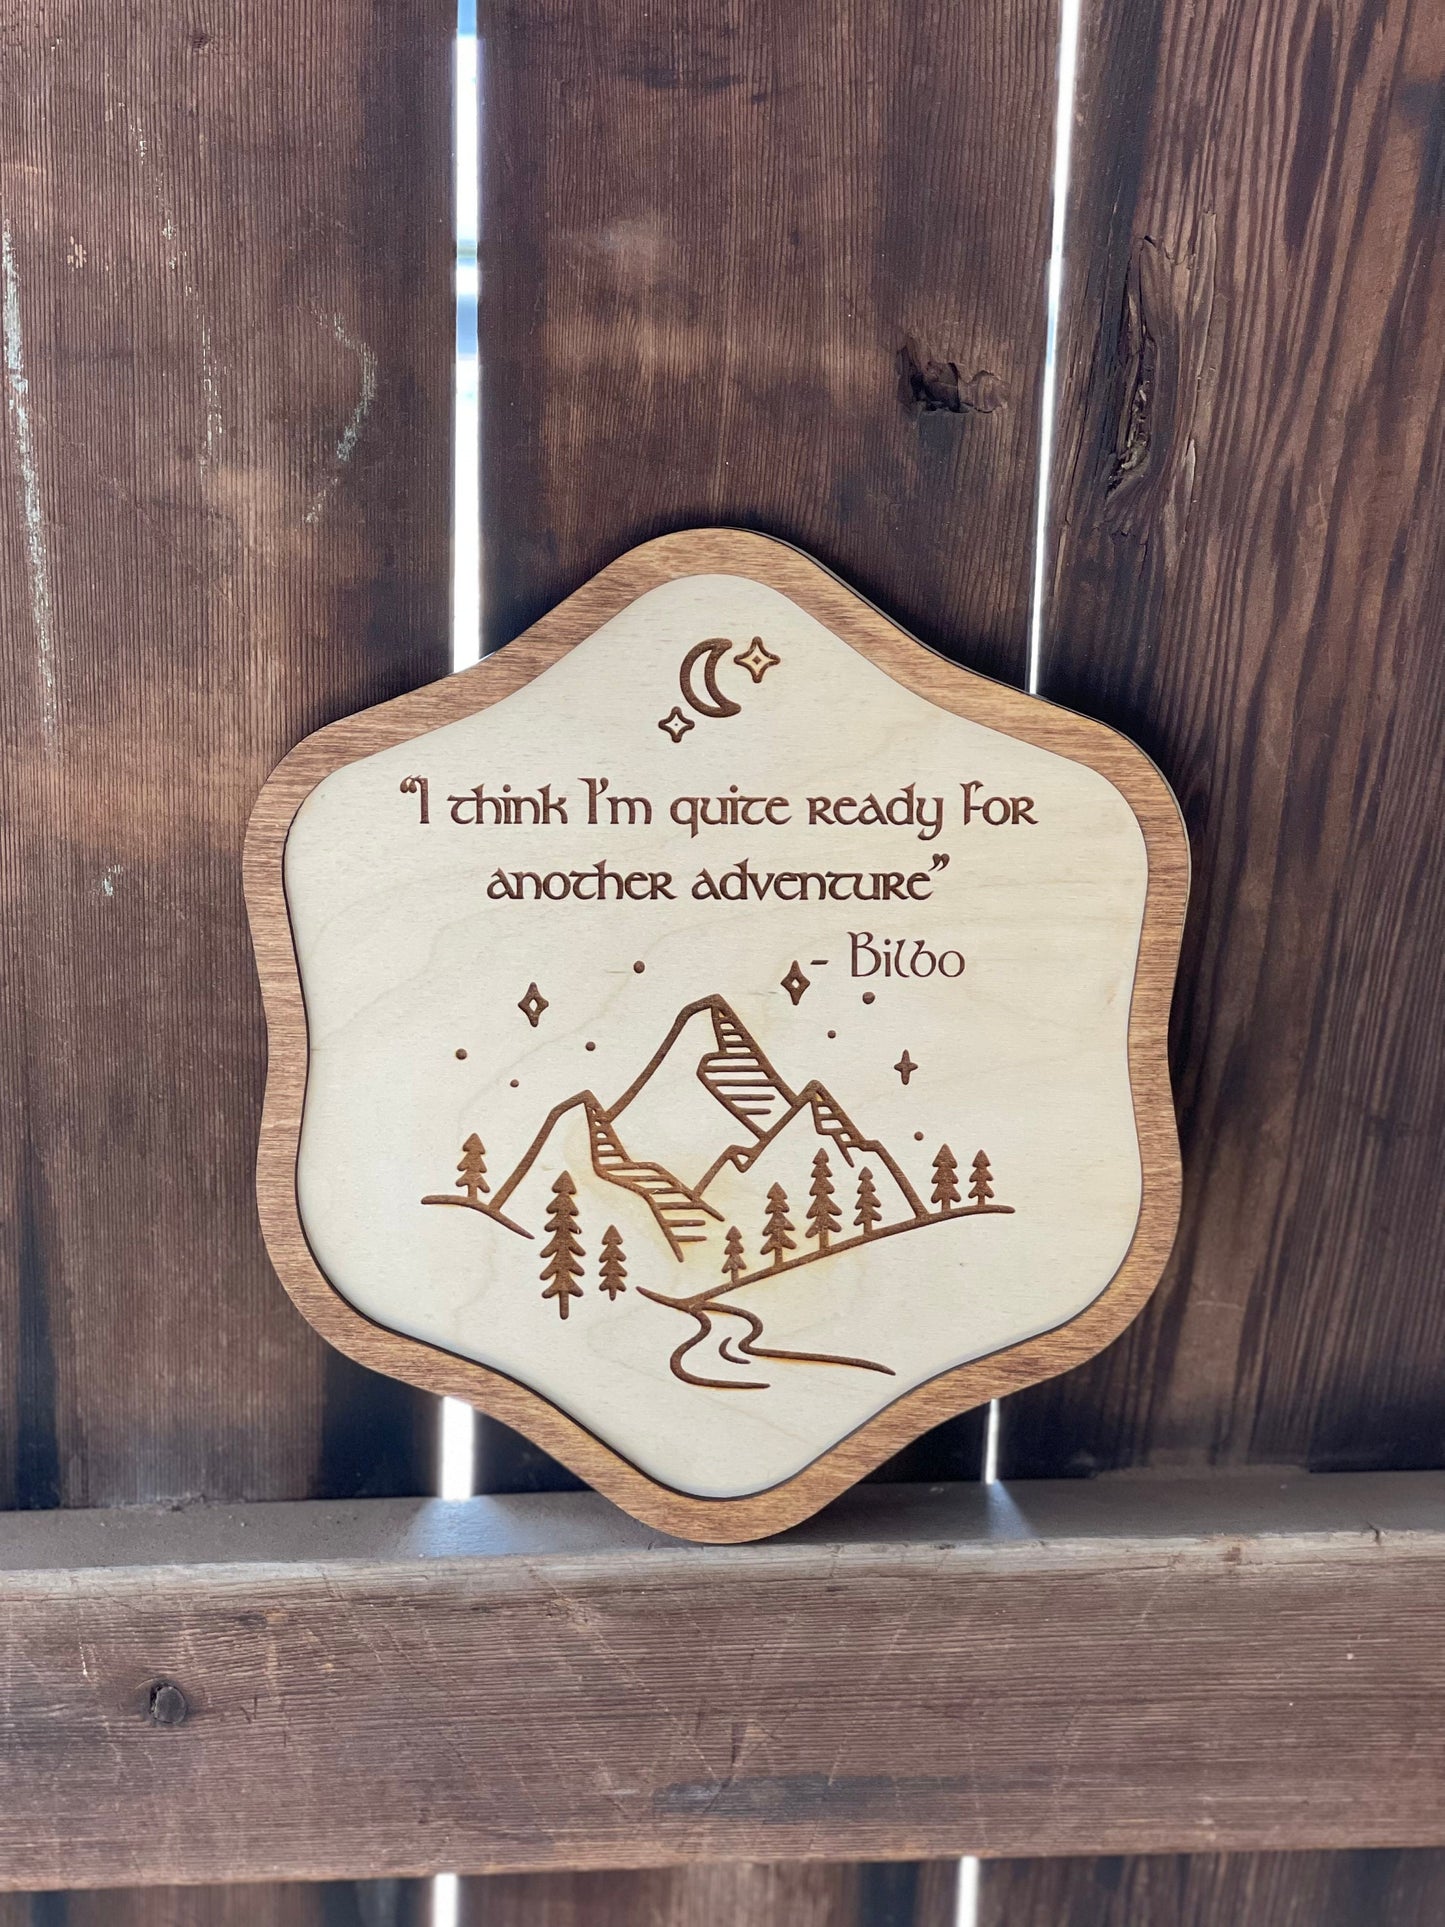 “I think I’m quite ready for
another adventure”
- Bilbo